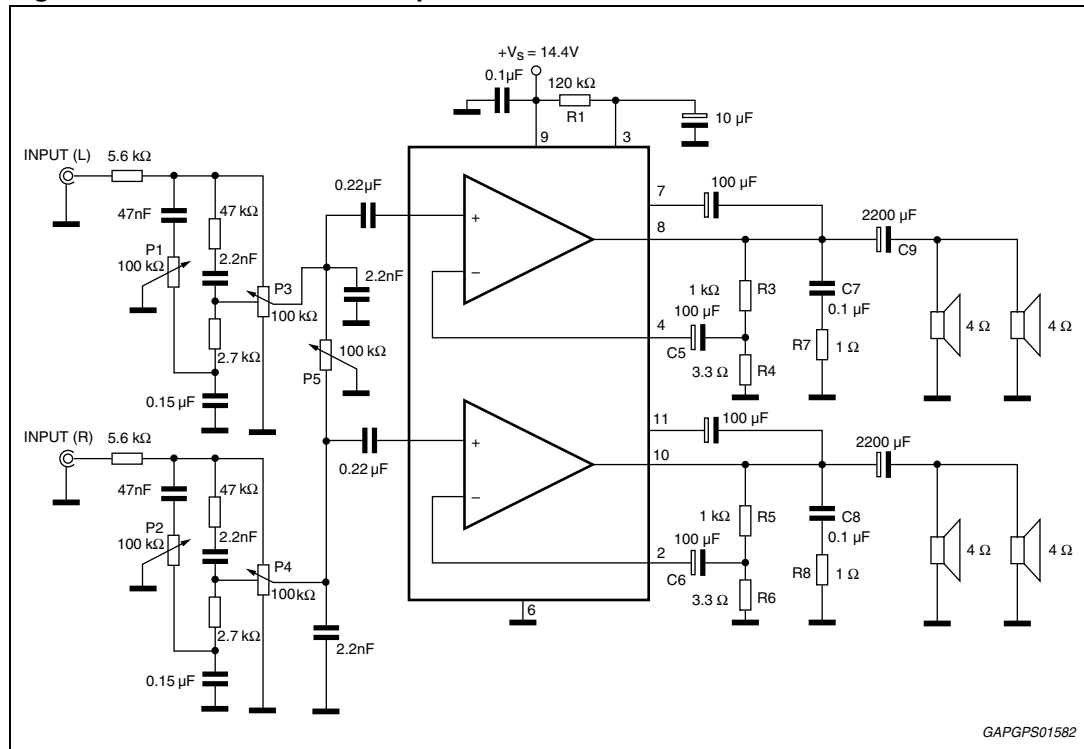 +VS = 14.4V
0.1µF
120 kΩ
R1
10 µF
9
3
INPUT (L)
5.6 kΩ
47nF
47 kΩ
P1
100 kΩ
2.2nF
P3
100 kΩ
2.7 kΩ
0.15 µF
0.22µF
2.2nF
100 kΩ
P5
+
−
7
100 µF
8
2200 µF
C9
1 kΩ
R3
C7
0.1 µF
100 µF
4
C5
R7
1 Ω
3.3 Ω
R4
4 Ω
4 Ω
INPUT (R)
5.6 kΩ
47nF
47 kΩ
P2
100 kΩ
2.2nF
P4
100 kΩ
2.7 kΩ
0.15 µF
0.22 µF
2.2nF
+
−
6
11
100 µF
10
2200 µF
1 kΩ
R5
C8
0.1 µF
100 µF
2
C6
R8
1 Ω
3.3 Ω
R6
4 Ω
4 Ω
GAPGPS01582